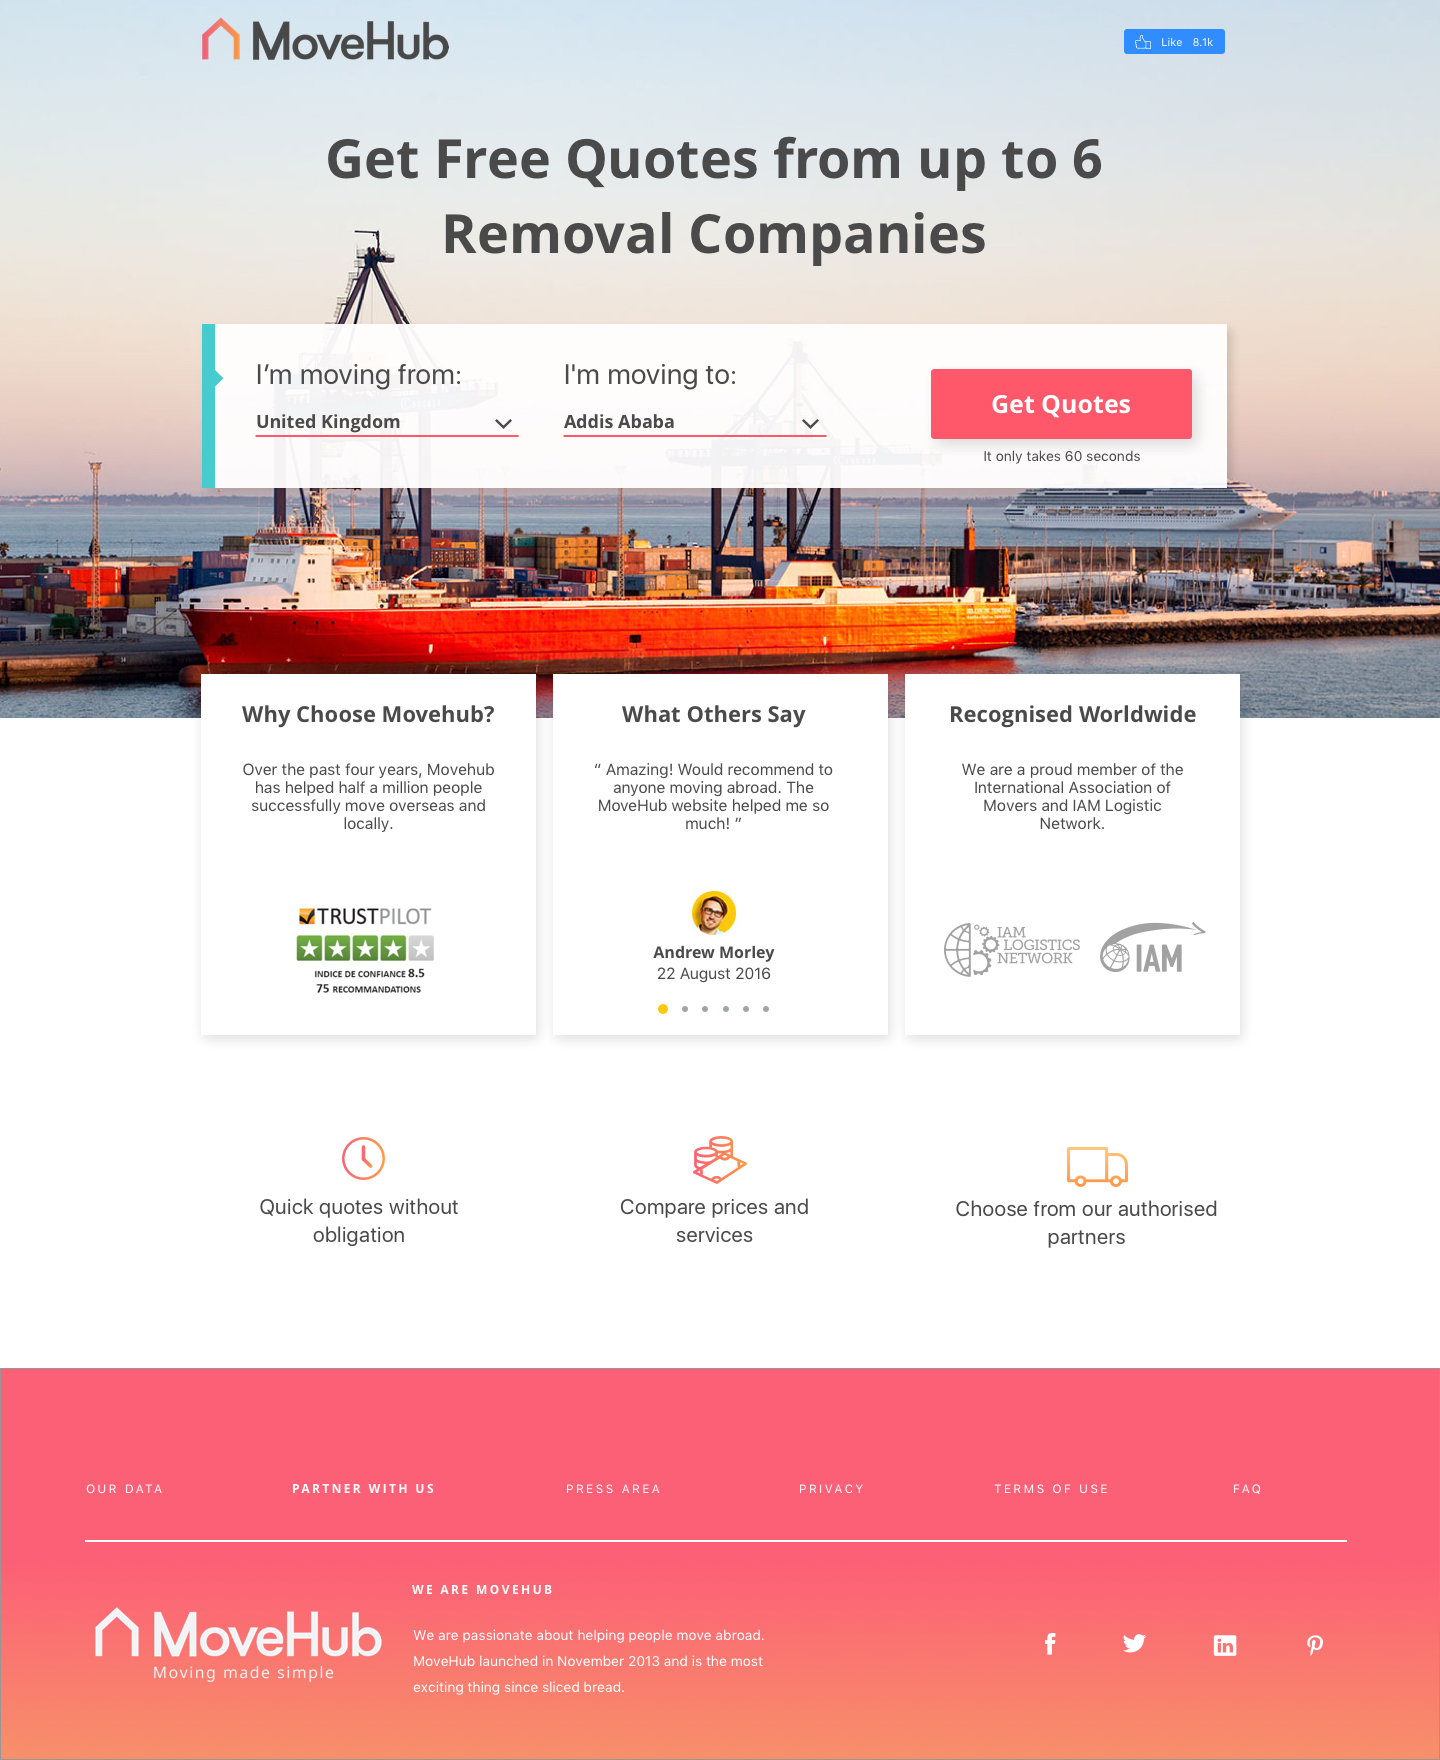 MoveHub
Like 8.1k
Get Free Quotes from up to 6
Removal Companies
I’m moving from:
United Kingdom
I'm moving to:
Addis Ababa
Get Quotes
It only takes 60 seconds
Why Choose Movehub?
Over the past four years, Movehub
has helped half a million people
successfully move overseas and
locally.
TRUSTPILOT
INDICE DE CONFIANCE 8.5
75 RECOMMANDATIONS
What Others Say
“ Amazing! Would recommend to
anyone moving abroad. The
MoveHub website helped me so
much! ”
Andrew Morley
22 August 2016
Recognised Worldwide
We are a proud member of the
International Association of
Movers and IAM Logistic
Network.
IAM
LOGISTICS
NETWORK
IAM
Quick quotes without
obligation
Compare prices and
services
Choose from our authorised
partners
OUR DATA
PARTNER WITH US
PRESS AREA
PRIVACY
TERMS OF USE
FAQ
MoveHub
Moving made simple
WE ARE MOVEHUB
We are passionate about helping people move abroad.
MoveHub launched in November 2013 and is the most
exciting thing since sliced bread.
f
in